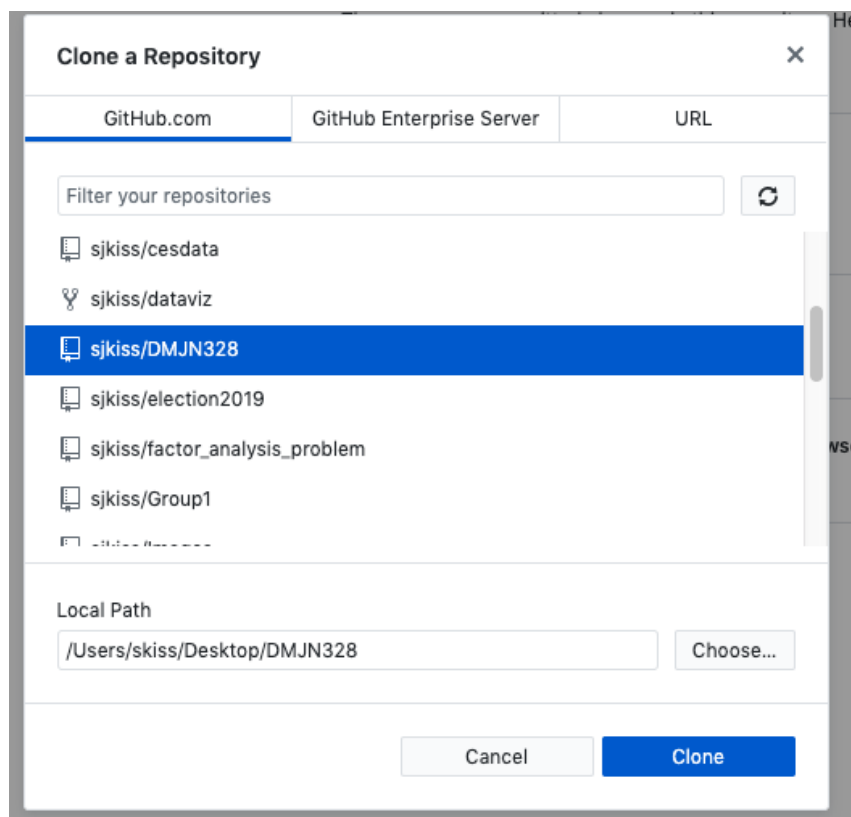 He
Clone a Repository
GitHub.com GitHub Enterprise Server URL
Filter your repositories
sjkiss/cesdata
sjkiss/dataviz
sjkiss/DMJN328
sjkiss/election2019
sjkiss/factor_analysis_problem
sjkiss/Group1
Local Path
/Users/skiss/Desktop/DMJN328
Choose...
Cancel Clone